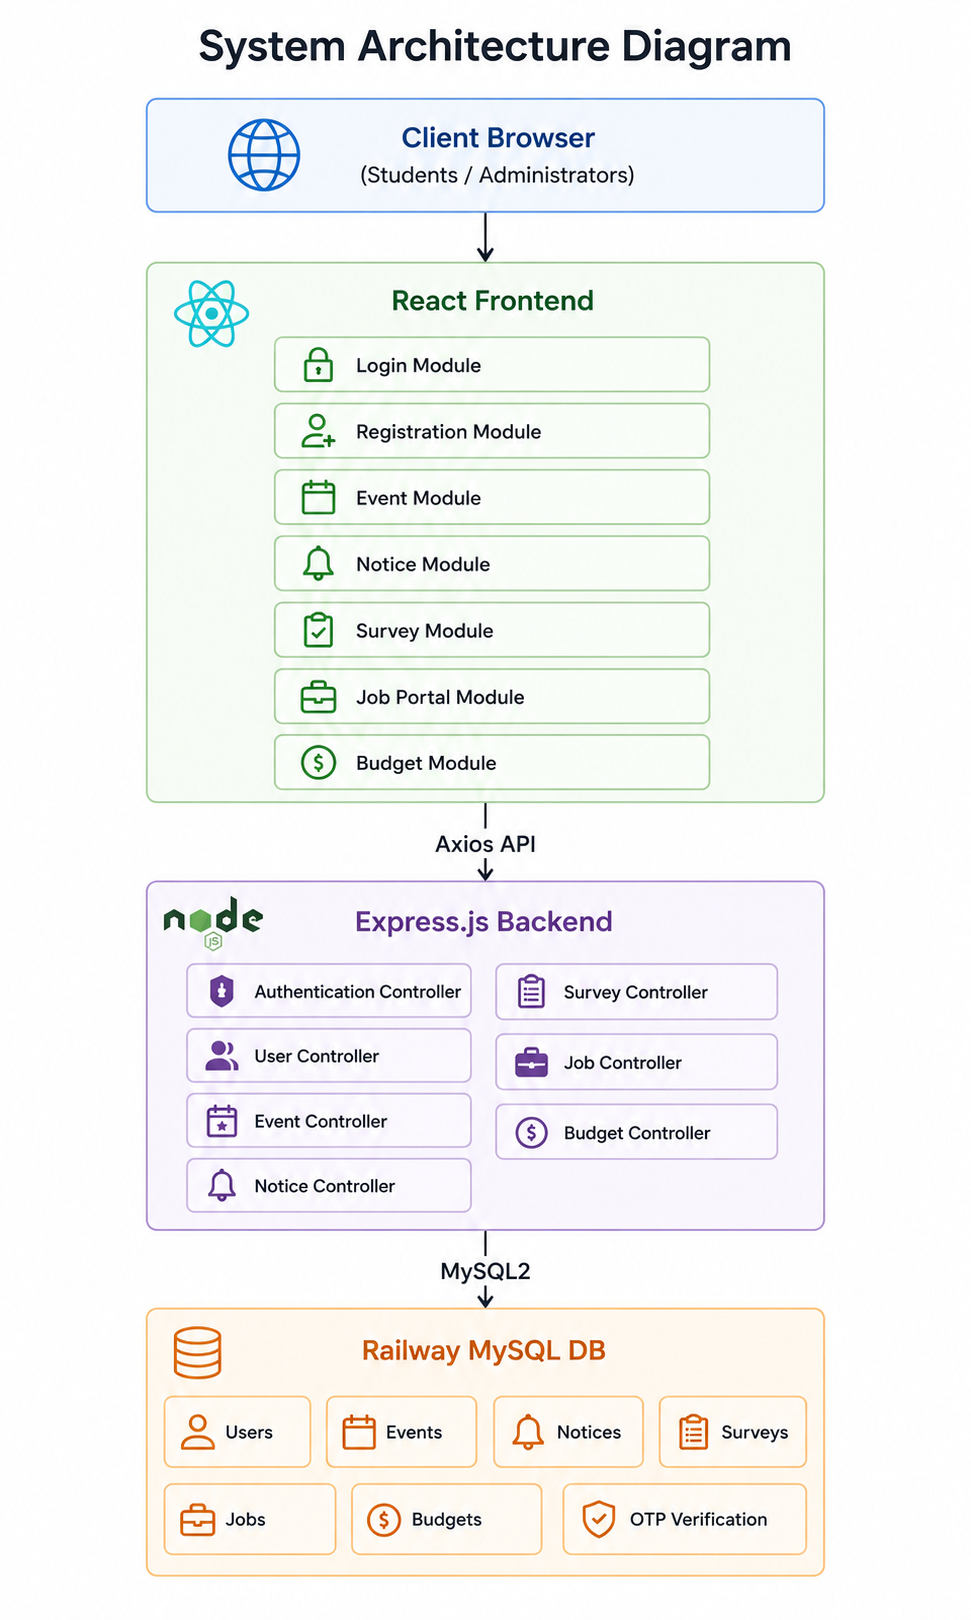 System Architecture Diagram
Client Browser
(Students / Administrators)
React Frontend
Login Module
Registration Module
Event Module
Notice Module
Survey Module
Job Portal Module
Budget Module
Axios API
node
JS
Express.js Backend
Authentication Controller
User Controller
Event Controller
Notice Controller
Survey Controller
Job Controller
Budget Controller
MySQL2
Railway MySQL DB
Users
Events
Notices
Surveys
Jobs
Budgets
OTP Verification